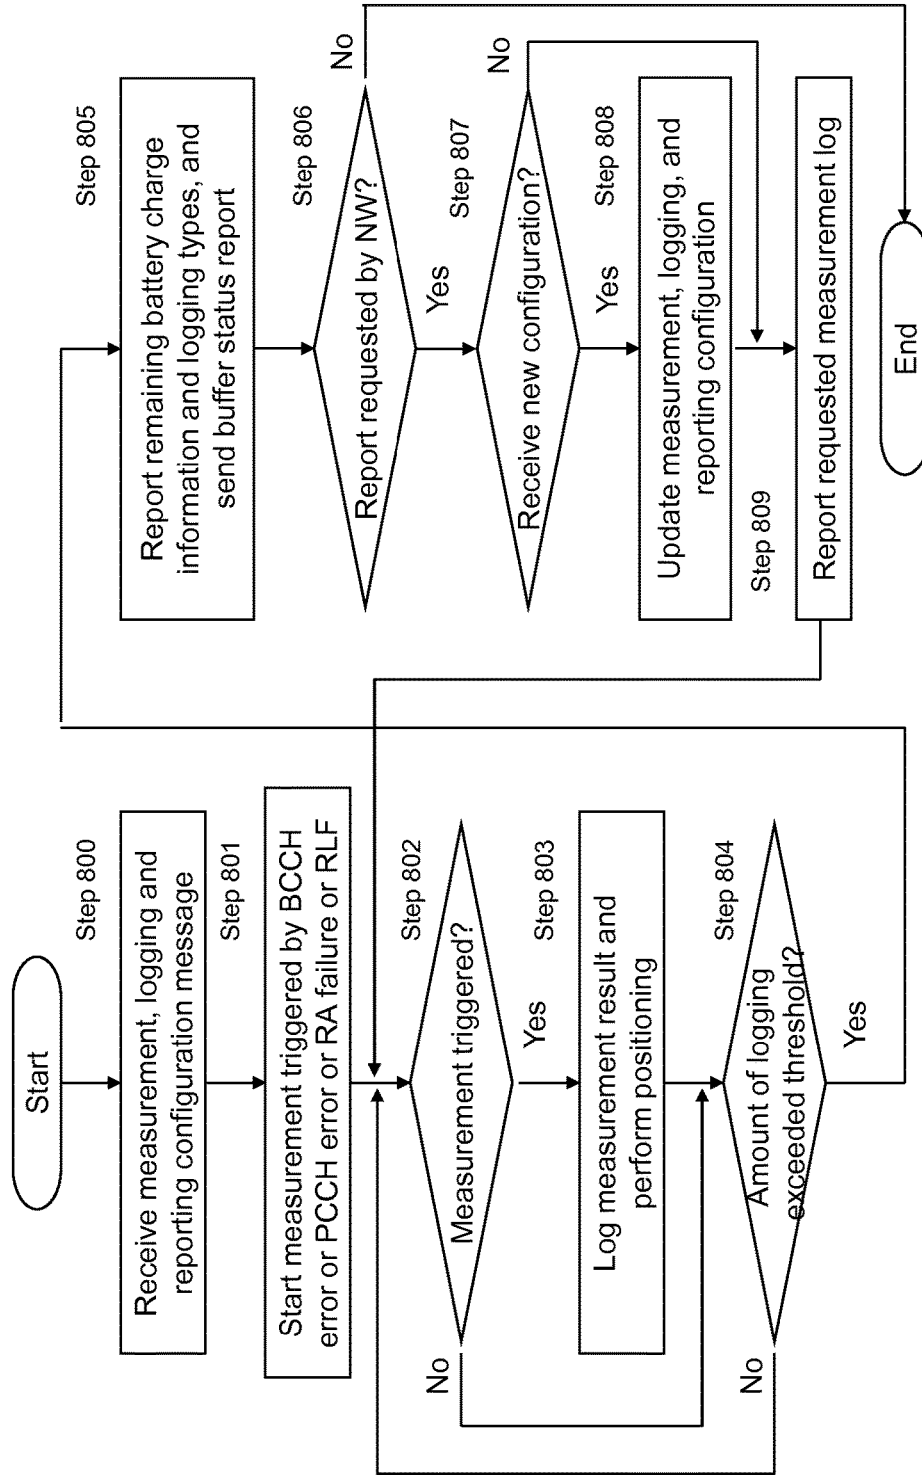 Start
Step 800
Receive measurement, logging and
reporting configuration message
Step 801
Start measurement triggered by BCCH
error or PCCH error or RA failure or RLF
Step 802
Measurement triggered?
No
Yes
Step 803
Log measurement result and
perform positioning
Step 804
Amount of logging
exceeded threshold?
No
Yes
Step 805
Report remaining battery charge
information and logging types, and
send buffer status report
Step 806
Report requested by NW?
No
Yes
Step 807
Receive new configuration?
No
Yes
Step 808
Update measurement, logging, and
reporting configuration
Step 809
Report requested measurement log
End